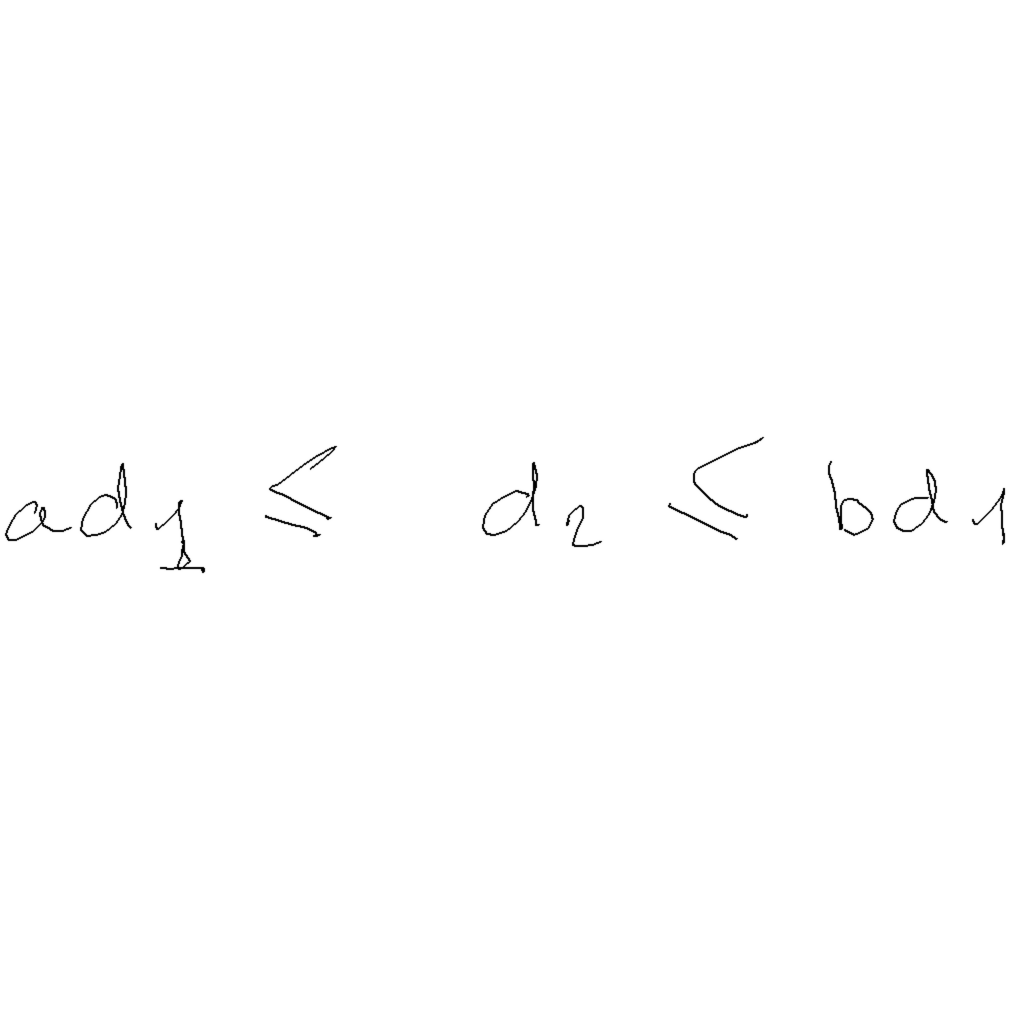 ad₁ ≤ d₂ ≤ bd₁